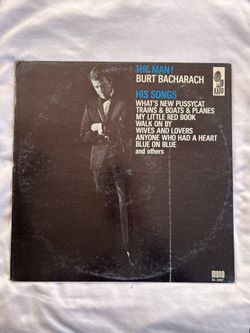 THE MAN!
BURT BACHARACH
HIS SONGS
WHAT'S NEW PUSSYCAT
TRAINS & BOATS & PLANES
MY LITTLE RED BOOK
WALK ON BY
WIVES AND LOVERS
ANYONE WHO HAD A HEART
BLUE ON BLUE
and others
KAPP
mono